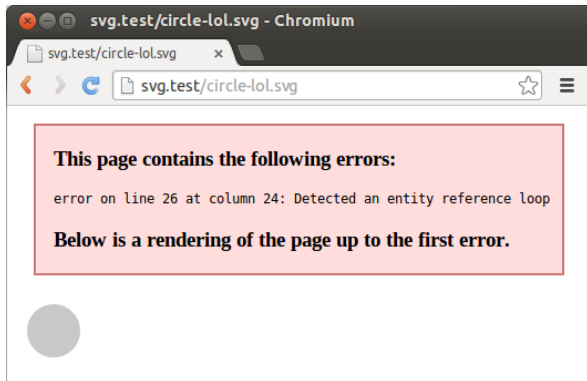 svg.test/circle-lol.svg - Chromium
svg.test/circle-lol.svg
svg.test/circle-lol.svg
This page contains the following errors:
error on line 26 at column 24: Detected an entity reference loop
Below is a rendering of the page up to the first error.